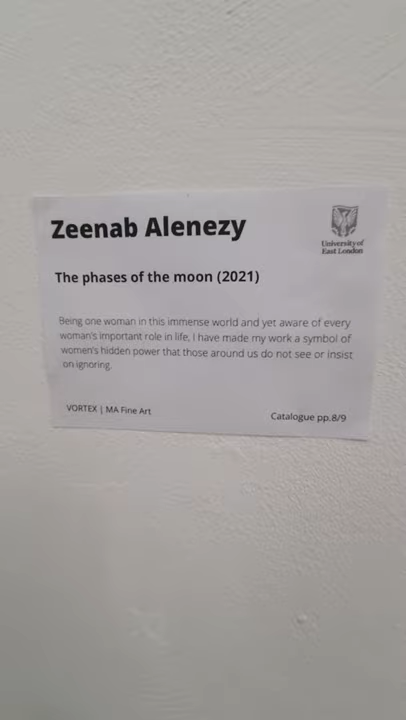 Zeenab Alenezy
University of
East London
The phases of the moon (2021)
Being one woman in this immense world and yet aware of every
woman's important role in life, I have made my work a symbol of
women's hidden power that those around us do not see or insist
on ignoring.
VORTEX | MA Fine Art
Catalogue pp.8/9